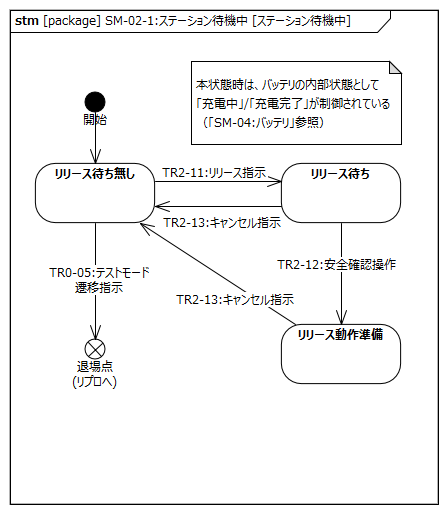 stm [package] SM-02-1:ステーション待機中 [ステーション待機中]
本状態時は、バッテリの内部状態として
「充電中」/「充電完了」が制御されている
（「SM-04:バッテリ」参照）
開始
リリース待ち無し
TR2-11:リリース指示
リリース待ち
TR2-13:キャンセル指示
TR0-05:テストモード
遷移指示
TR2-12:安全確認操作
TR2-13:キャンセル指示
リリース動作準備
退場点
(リプロへ)